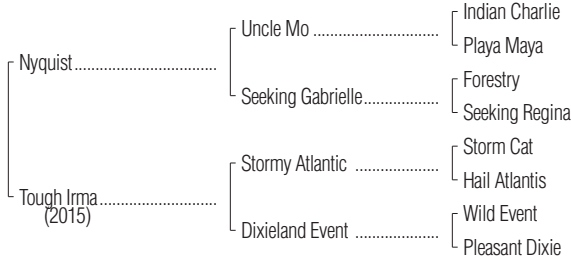 Indian Charlie
Uncle Mo ....................................
Playa Maya
Nyquist.........................................
Forestry
Seeking Gabrielle......................
Seeking Regina
Storm Cat
Stormy Atlantic ........................
Hail Atlantis
Tough Irma..................................
(2015)
Wild Event
Dixieland Event ........................
Pleasant Dixie